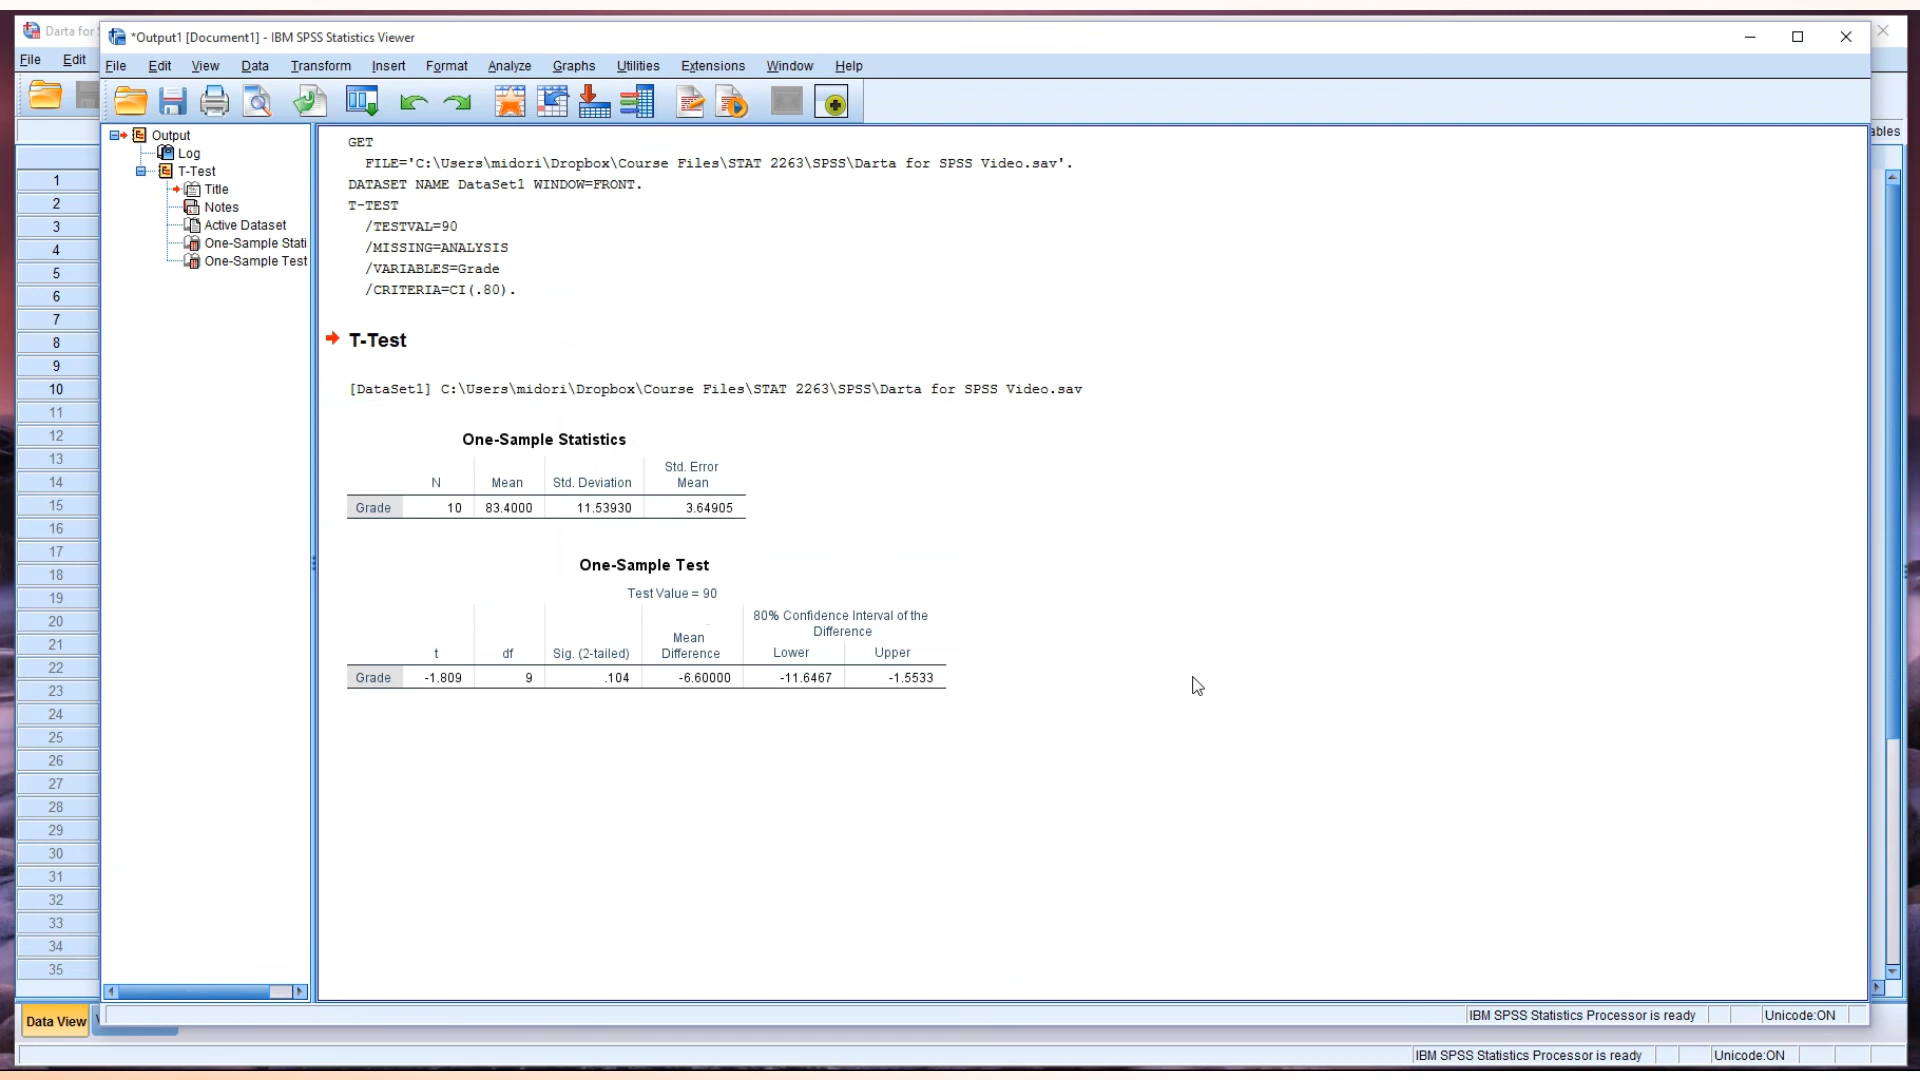 Darta for
*Output1 [Document1] - IBM SPSS Statistics Viewer
File Edit
File Edit View Data Transform Insert Format Analyze Graphs Utilities Extensions Window Help
ables
Output
Log
T-Test
Title
Notes
Active Dataset
One-Sample Stati
One-Sample Test
1
2
3
4
5
6
7
8
9
10
11
12
13
14
15
16
17
18
19
20
21
22
23
24
25
26
27
28
29
30
31
32
33
34
35
GET
FILE='C:\Users\midori\Dropbox\Course Files\STAT 2263\SPSS\Darta for SPSS Video.sav'.
DATASET NAME DataSet1 WINDOW=FRONT.
T-TEST
/TESTVAL=90
/MISSING=ANALYSIS
/VARIABLES=Grade
/CRITERIA=CI(.80).
T-Test
[DataSet1] C:\Users\midori\Dropbox\Course Files\STAT 2263\SPSS\Darta for SPSS Video.sav
One-Sample Statistics
N Mean Std. Deviation Std. Error Mean
Grade 10 83.4000 11.53930 3.64905
One-Sample Test
Test Value = 90
80% Confidence Interval of the Difference
t df Sig. (2-tailed) Mean Difference Lower Upper
Grade -1.809 9 .104 -6.60000 -11.6467 -1.5533
IBM SPSS Statistics Processor is ready Unicode:ON
Data View
IBM SPSS Statistics Processor is ready Unicode:ON